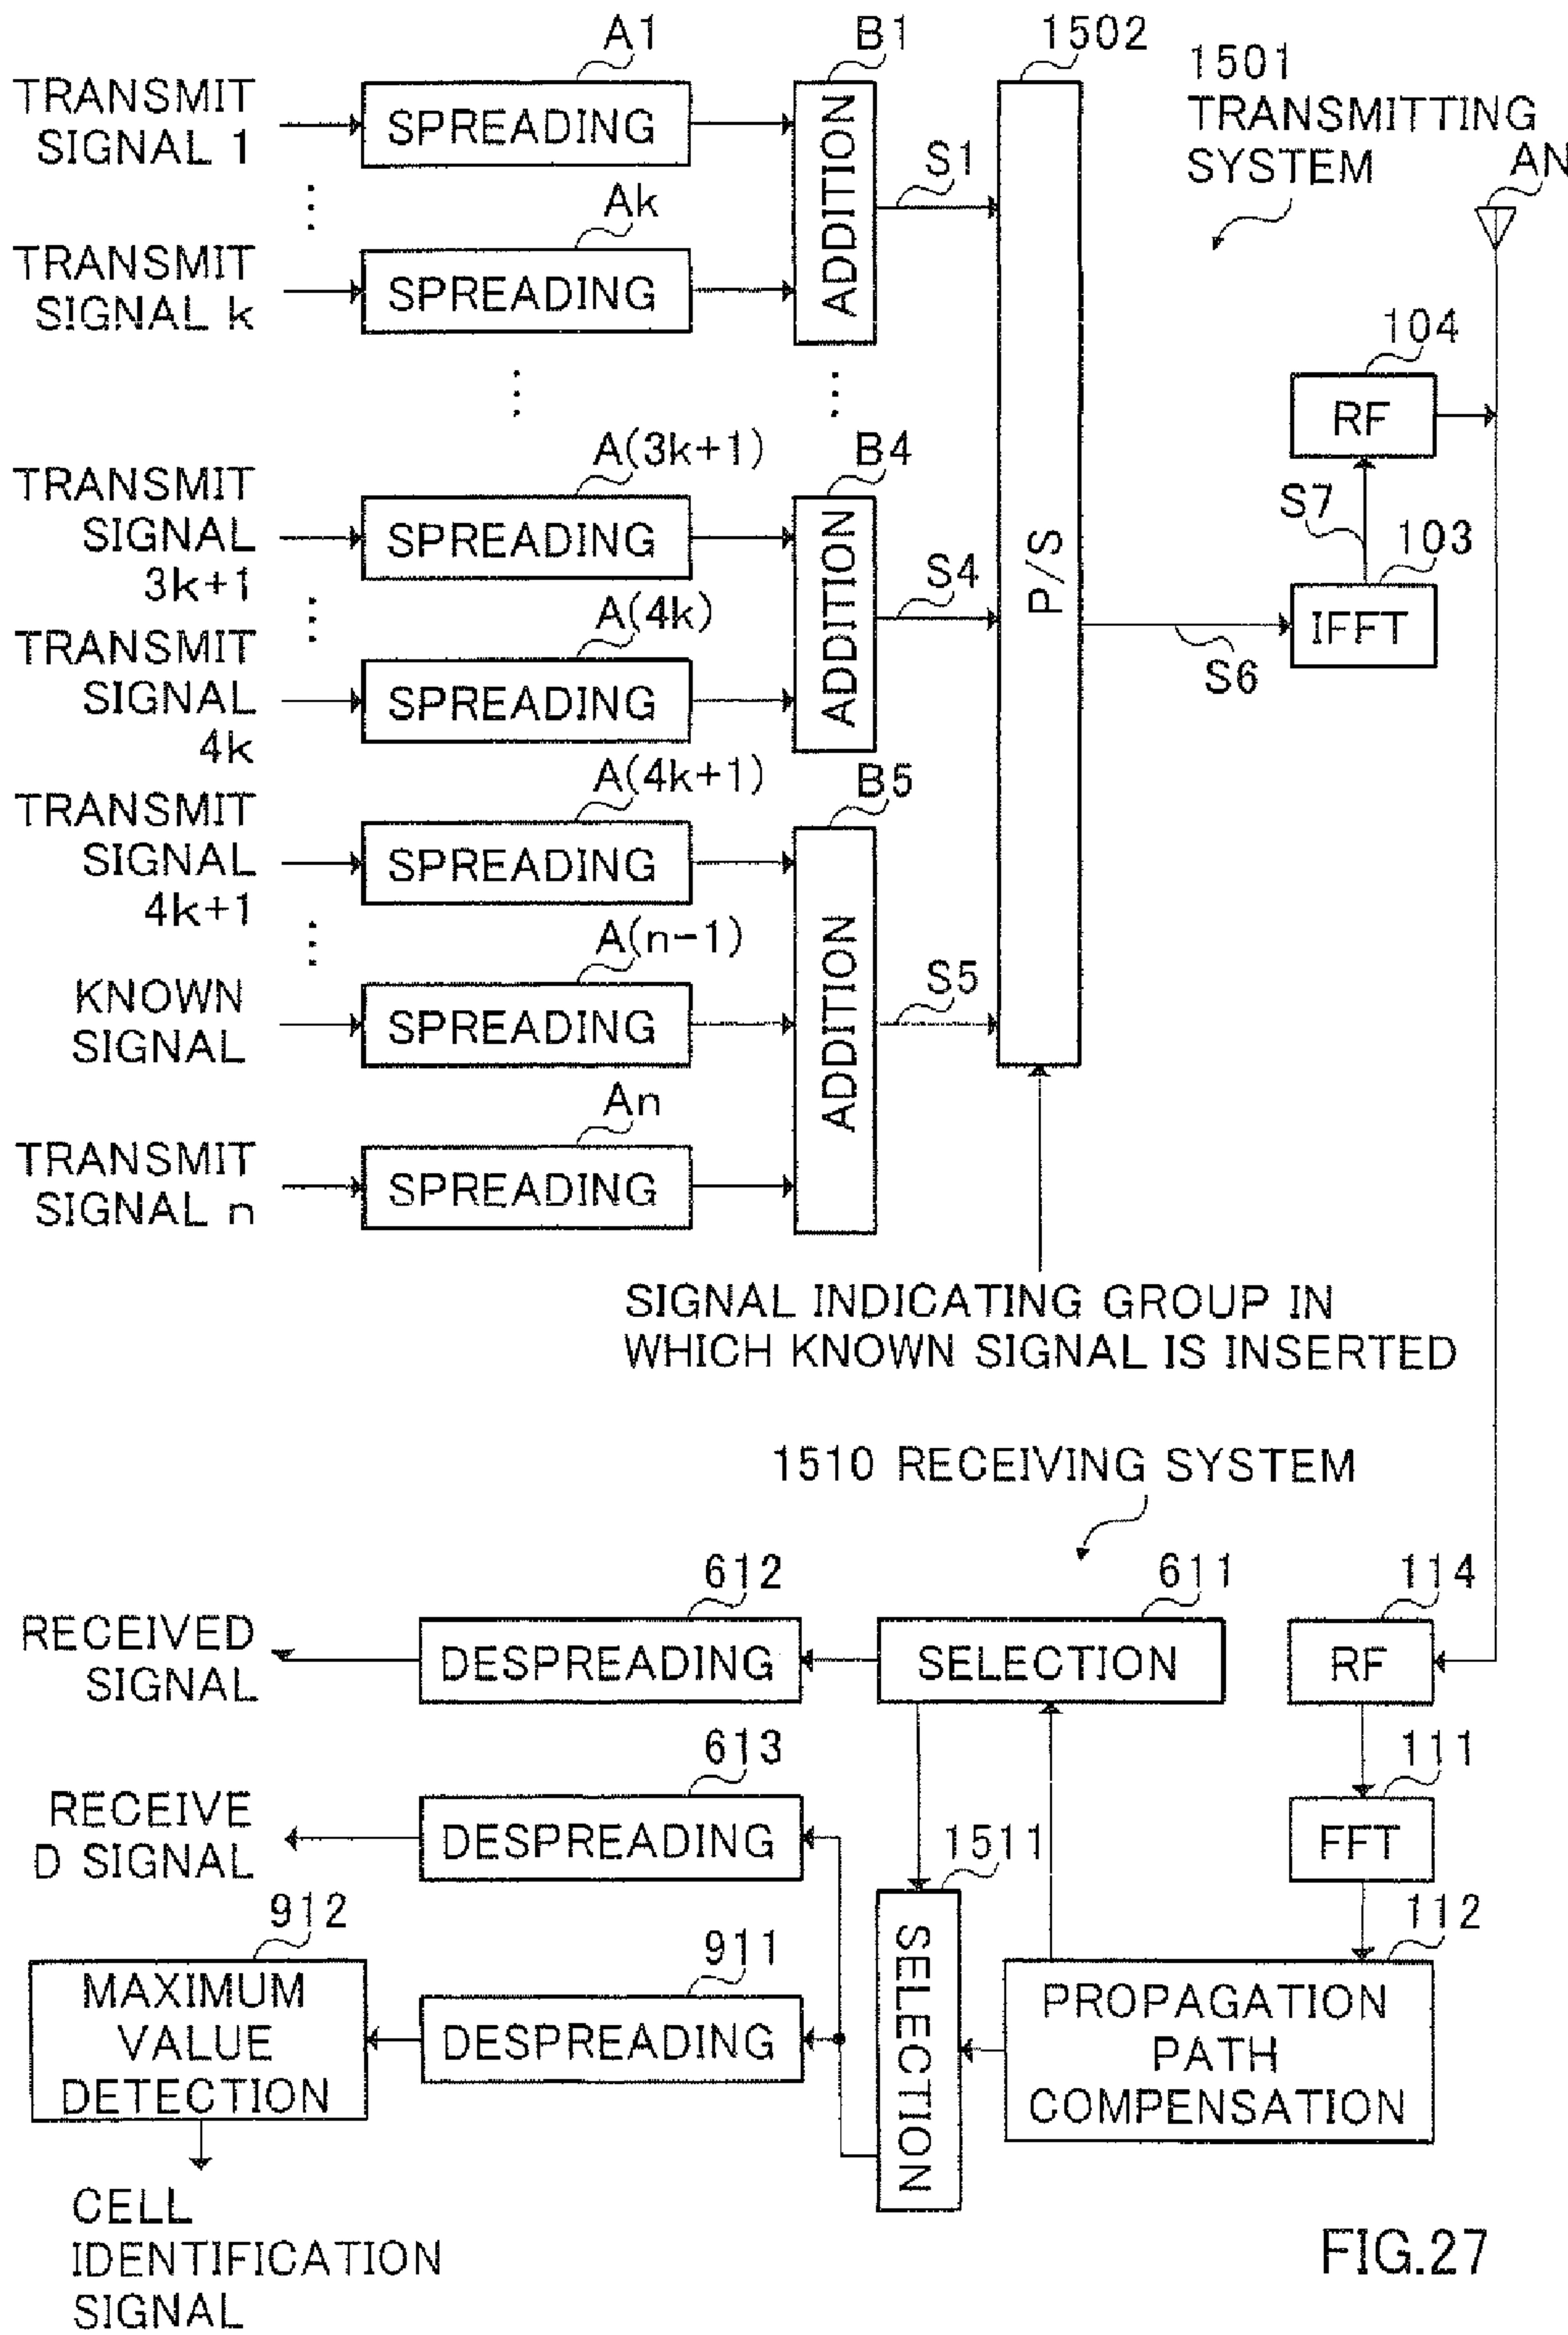 A1
B1
1502
1501
TRANSMITTING
SYSTEM
AN
TRANSMIT
SIGNAL 1
SPREADING
ADDITION
S1
Ak
TRANSMIT
SIGNAL k
SPREADING
104
RF
A(3k+1)
B4
TRANSMIT
SIGNAL
3k+1
SPREADING
ADDITION
S4
P/S
S7
103
IFFT
S6
A(4k)
TRANSMIT
SIGNAL
4k
SPREADING
A(4k+1)
B5
TRANSMIT
SIGNAL
4k+1
SPREADING
ADDITION
A(n-1)
S5
KNOWN
SIGNAL
SPREADING
An
TRANSMIT
SIGNAL n
SPREADING
SIGNAL INDICATING GROUP IN
WHICH KNOWN SIGNAL IS INSERTED
1510 RECEIVING SYSTEM
612
611
114
RECEIVED
SIGNAL
DESPREADING
SELECTION
RF
613
111
RECEIVE
D SIGNAL
DESPREADING
1511
FFT
912
911
112
MAXIMUM
VALUE
DETECTION
DESPREADING
SELECTION
PROPAGATION
PATH
COMPENSATION
CELL
IDENTIFICATION
SIGNAL
FIG.27